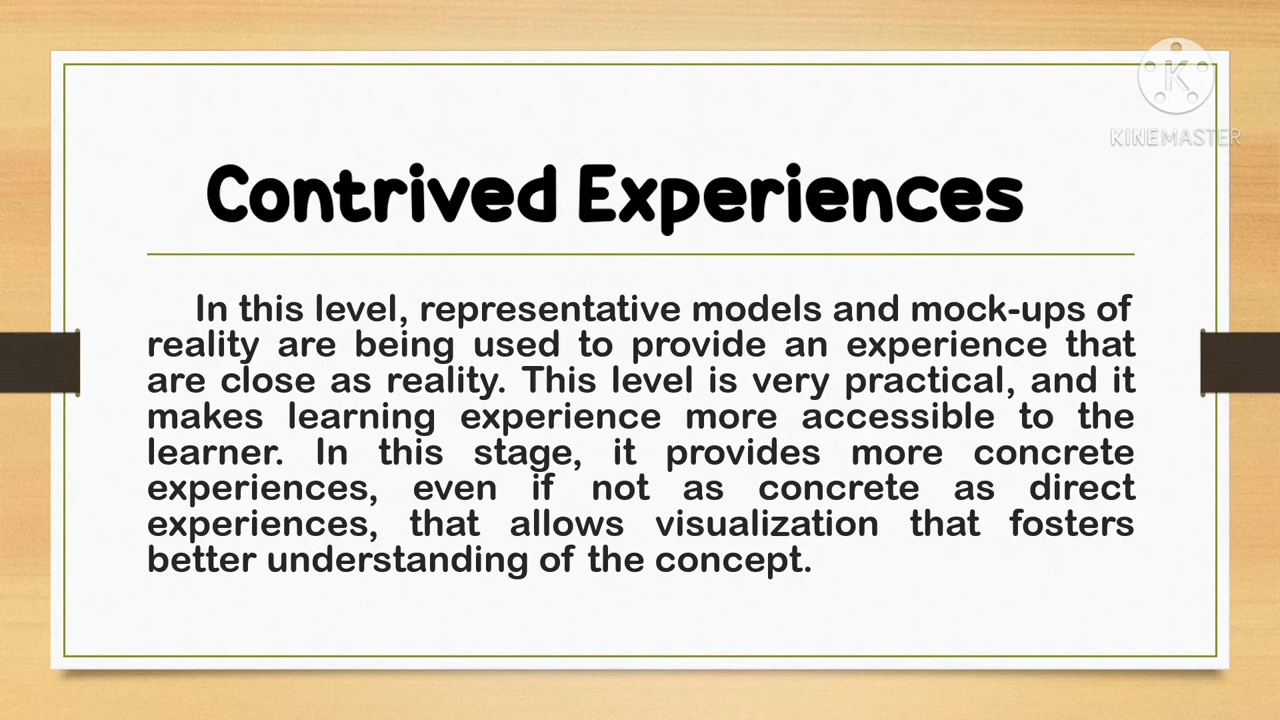 K
KINEMASTER
Contrived Experiences
In this level, representative models and mock-ups of
reality are being used to provide an experience that
are close as reality. This level is very practical, and it
makes learning experience more accessible to the
learner. In this stage, it provides more concrete
experiences, even if not as concrete as direct
experiences, that allows visualization that fosters
better understanding of the concept.